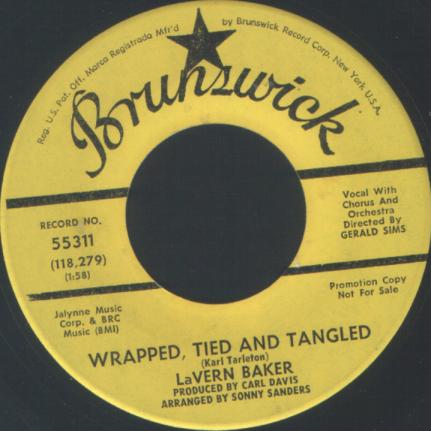 Reg. U.S. Pat. Off. Marca Registrada Mfr'd by Brunswick Record Corp. New York U.S.A.
Brunswick
RECORD NO.
55311
(118,279)
(1:58)
Vocal With
Chorus And
Orchestra
Directed By
GERALD SIMS
Jalynne Music
Corp. & BRC
Music (BMI)
Promotion Copy
Not For Sale
WRAPPED, TIED AND TANGLED
(Karl Tarleton)
LaVERN BAKER
PRODUCED BY CARL DAVIS
ARRANGED BY SONNY SANDERS